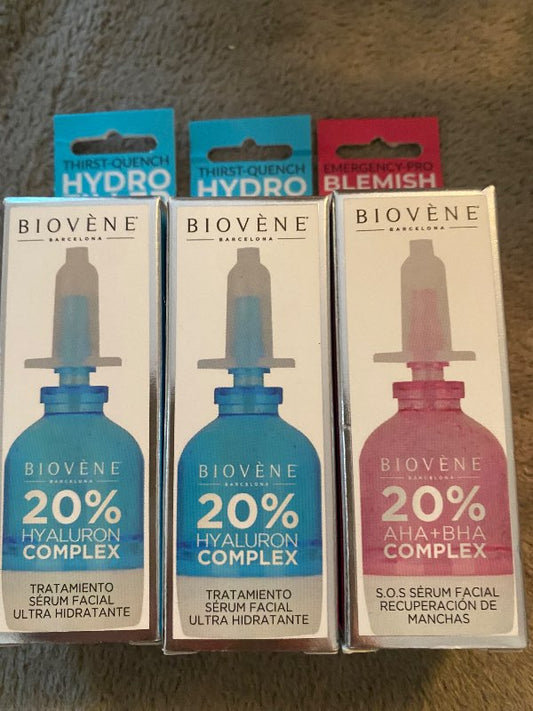 THIRST-QUENCH
HYDRO
BIOVÈNE
BARCELONA
BIOVÈNE
BARCELONA
20%
HYALURON
COMPLEX
TRATAMIENTO
SÉRUM FACIAL
ULTRA HIDRATANTE
THIRST-QUENCH
HYDRO
BIOVÈNE
BARCELONA
BIOVÈNE
BARCELONA
20%
HYALURON
COMPLEX
TRATAMIENTO
SÉRUM FACIAL
ULTRA HIDRATANTE
EMERGENCY-PRO
BLEMISH
BIOVÈNE
BARCELONA
BIOVÈNE
BARCELONA
20%
AHA+BHA
COMPLEX
S.O.S SÉRUM FACIAL
RECUPERACIÓN DE
MANCHAS